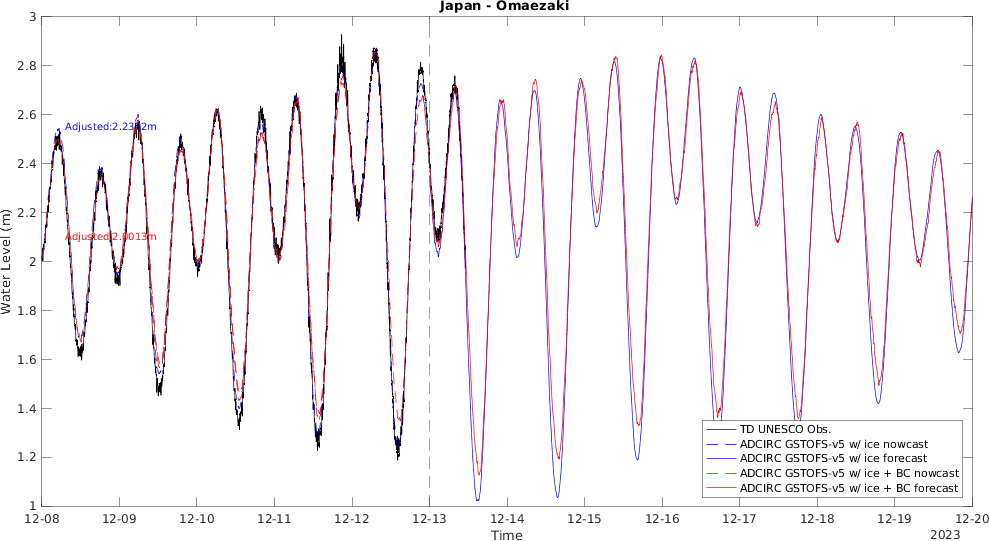 Japan - Omaezaki
3
2.8
2.6
2.4
2.2
2
1.8
1.6
1.4
1.2
1
Water Level (m)
Adjusted:2.0013m
TD UNESCO Obs.
ADCIRC GSTOFS-v5 w/ ice nowcast
ADCIRC GSTOFS-v5 w/ ice forecast
ADCIRC GSTOFS-v5 w/ ice + BC nowcast
ADCIRC GSTOFS-v5 w/ ice + BC forecast
12-08 12-09 12-10 12-11 12-12 12-13 12-14 12-15 12-16 12-17 12-18 12-19 12-20
Time
2023